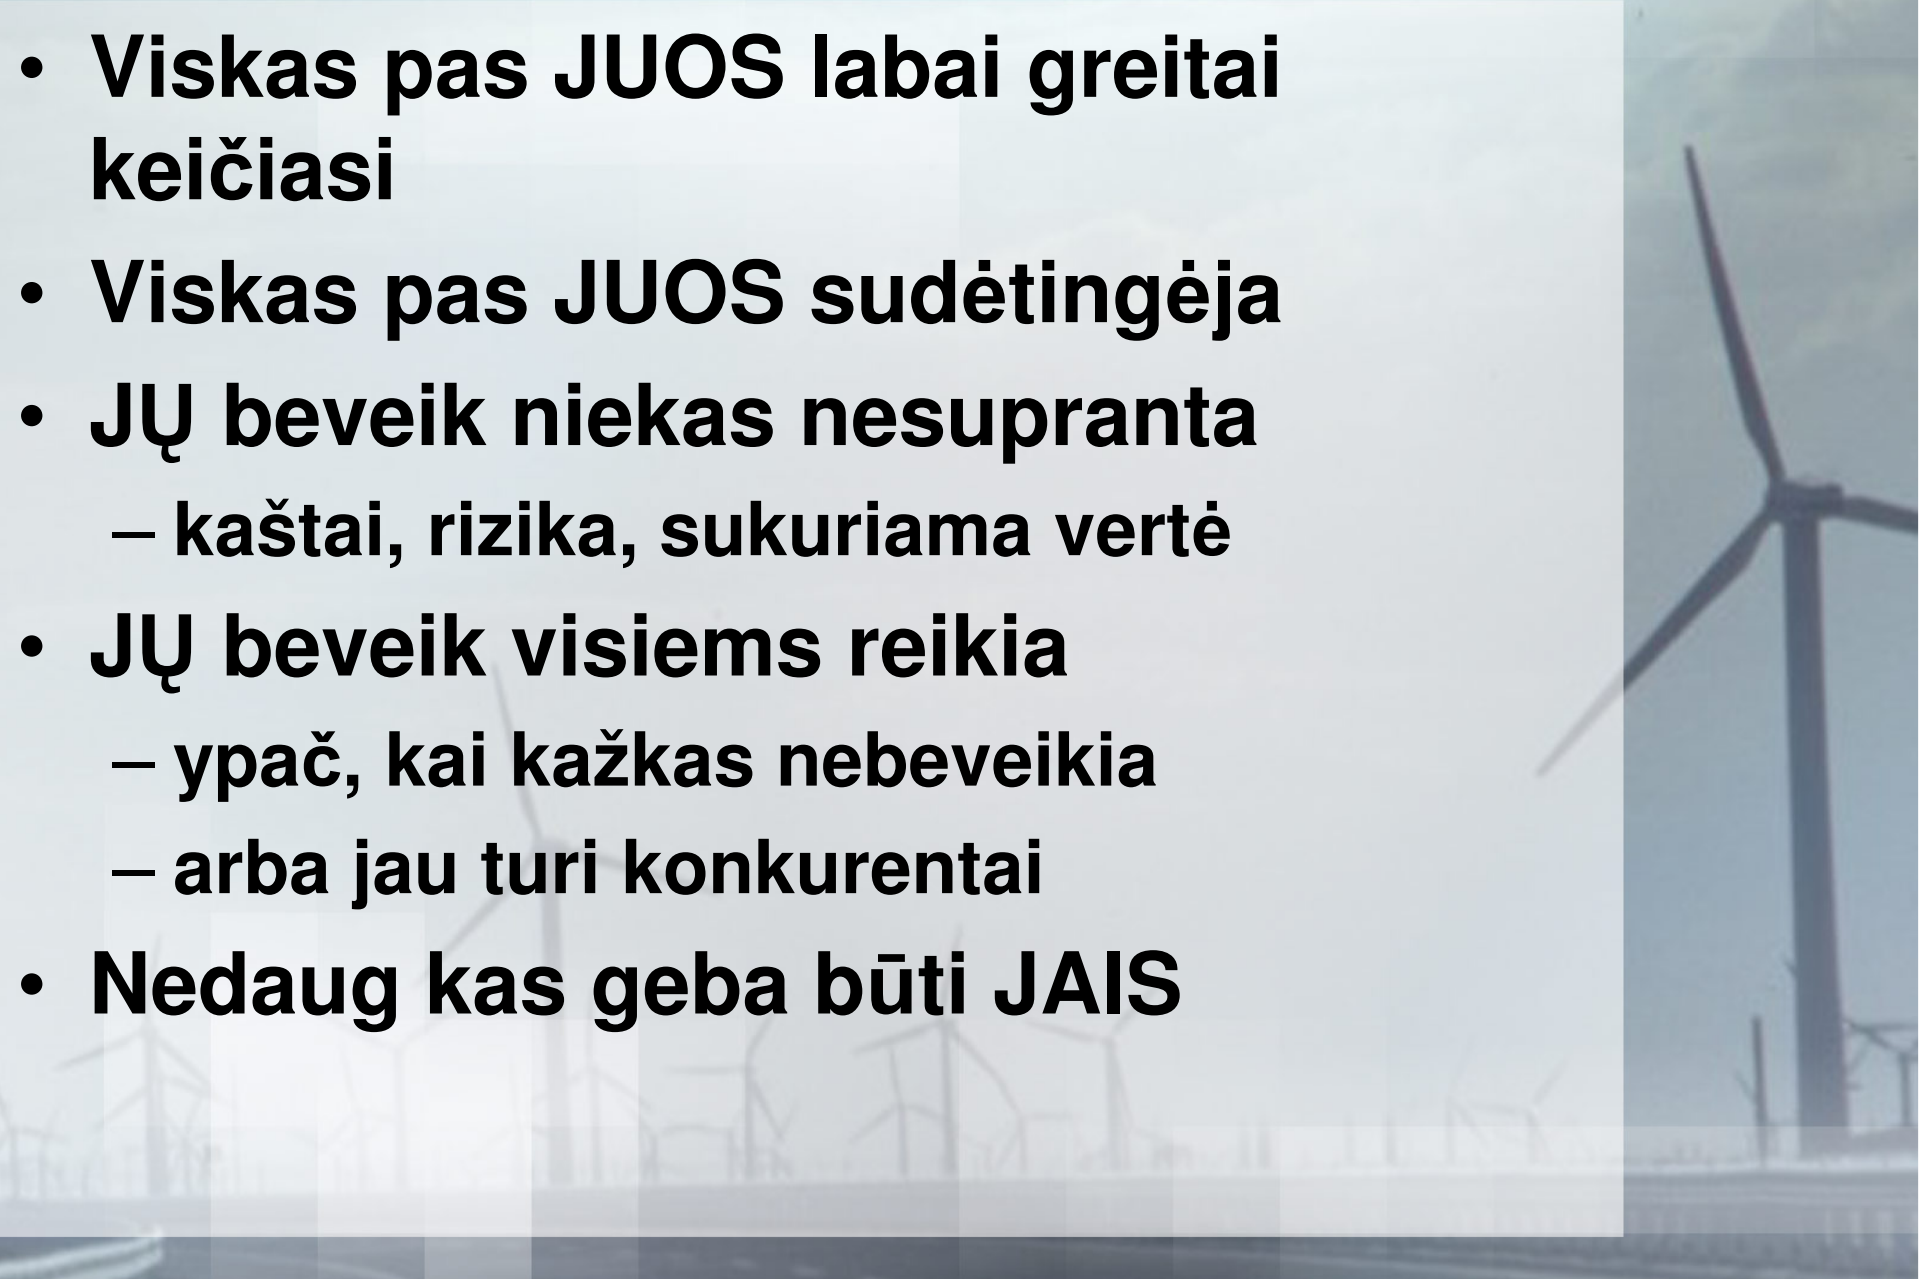 • Viskas pas JUOS labai greitai
keičiasi
• Viskas pas JUOS sudėtingėja
• JŲ beveik niekas nesupranta
– kaštai, rizika, sukuriama vertė
• JŲ beveik visiems reikia
– ypač, kai kažkas nebeveikia
– arba jau turi konkurentai
• Nedaug kas geba būti JAIS